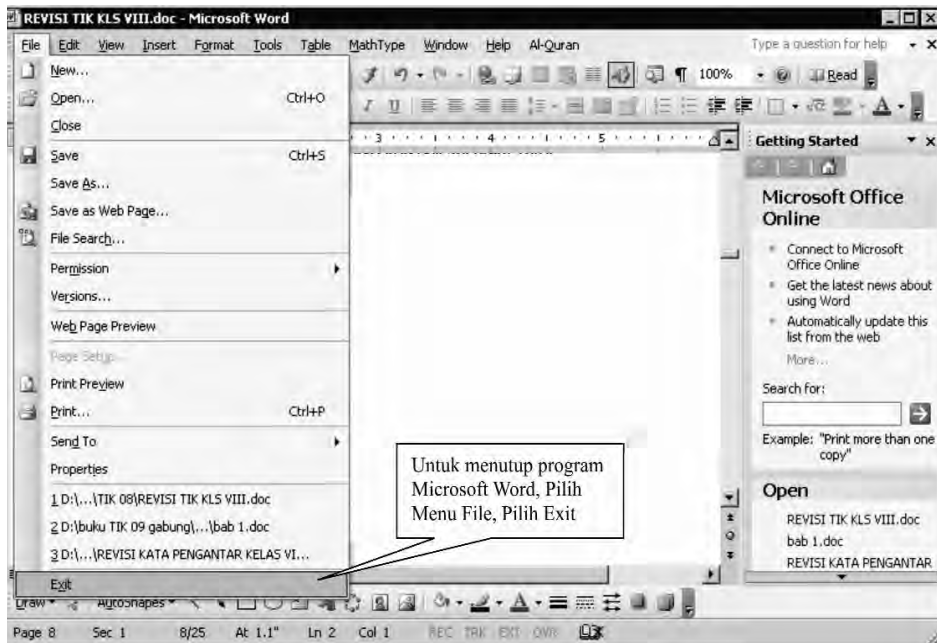 REVISI TIK KLS VIII.doc - Microsoft Word
File Edit View Insert Format Tools Table MathType Window Help Al-Quran Type a question for help
New...
100% Read
Open... Ctrl+O
Close
3 4 5
Getting Started
Save Ctrl+S
Save As...
Save as Web Page...
File Search...
Permission
Versions...
Web Page Preview
Page Setup...
Print Preview
Print... Ctrl+P
Send To
Properties
1 D:\...\TIK 08\REVISI TIK KLS VIII.doc
2 D:\buku TIK 09 gabung\...\bab 1.doc
3 D:\...\REVISI KATA PENGANTAR KELAS VI...
Exit
Untuk menutup program
Microsoft Word, Pilih
Menu File, Pilih Exit
Microsoft Office
Online
Connect to Microsoft
Office Online
Get the latest news about
using Word
Automatically update this
list from the web
More...
Search for:
Example: "Print more than one
copy"
Open
REVISI TIK KLS VIII.doc
bab 1.doc
REVISI KATA PENGANTAR
Draw AutoShapes
Page 8 Sec 1 8/25 At 1.1" Ln 2 Col 1 REC TRK EXT OVR